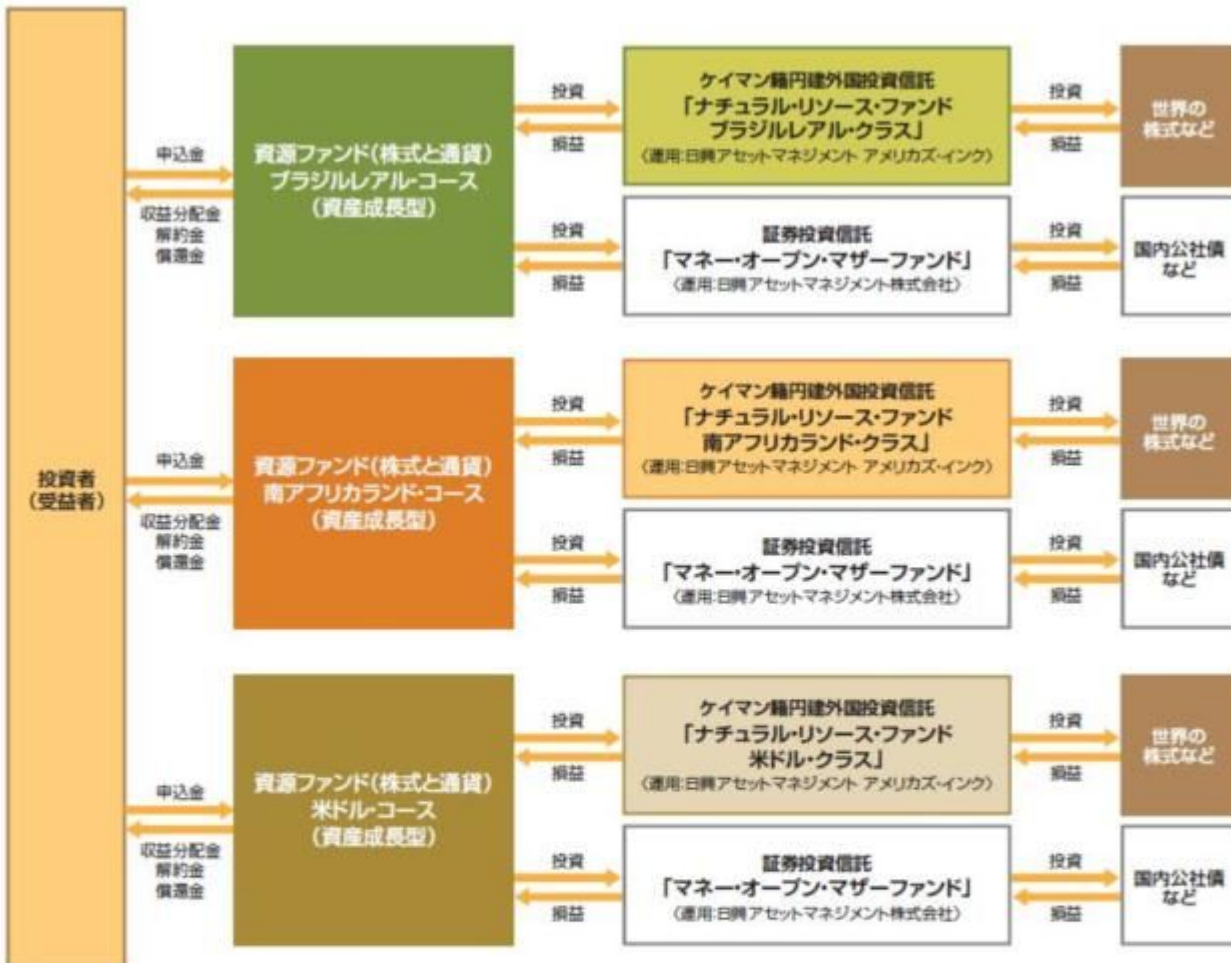 投資者
（受益者）
申込金
収益分配金
解約金
償還金
資源ファンド（株式と通貨）
ブラジルレアル・コース
（資産成長型）
投資
損益
ケイマン籍円建外国投資信託
「ナチュラル・リソース・ファンド
ブラジルレアル・クラス」
〈運用:日興アセットマネジメント アメリカズ・インク〉
投資
損益
世界の
株式など
投資
損益
証券投資信託
「マネー・オープン・マザーファンド」
〈運用:日興アセットマネジメント株式会社〉
投資
損益
国内公社債
など
申込金
収益分配金
解約金
償還金
資源ファンド（株式と通貨）
南アフリカランド・コース
（資産成長型）
投資
損益
ケイマン籍円建外国投資信託
「ナチュラル・リソース・ファンド
南アフリカランド・クラス」
〈運用:日興アセットマネジメント アメリカズ・インク〉
投資
損益
世界の
株式など
投資
損益
証券投資信託
「マネー・オープン・マザーファンド」
〈運用:日興アセットマネジメント株式会社〉
投資
損益
国内公社債
など
申込金
収益分配金
解約金
償還金
資源ファンド（株式と通貨）
米ドル・コース
（資産成長型）
投資
損益
ケイマン籍円建外国投資信託
「ナチュラル・リソース・ファンド
米ドル・クラス」
〈運用:日興アセットマネジメント アメリカズ・インク〉
投資
損益
世界の
株式など
投資
損益
証券投資信託
「マネー・オープン・マザーファンド」
〈運用:日興アセットマネジメント株式会社〉
投資
損益
国内公社債
など